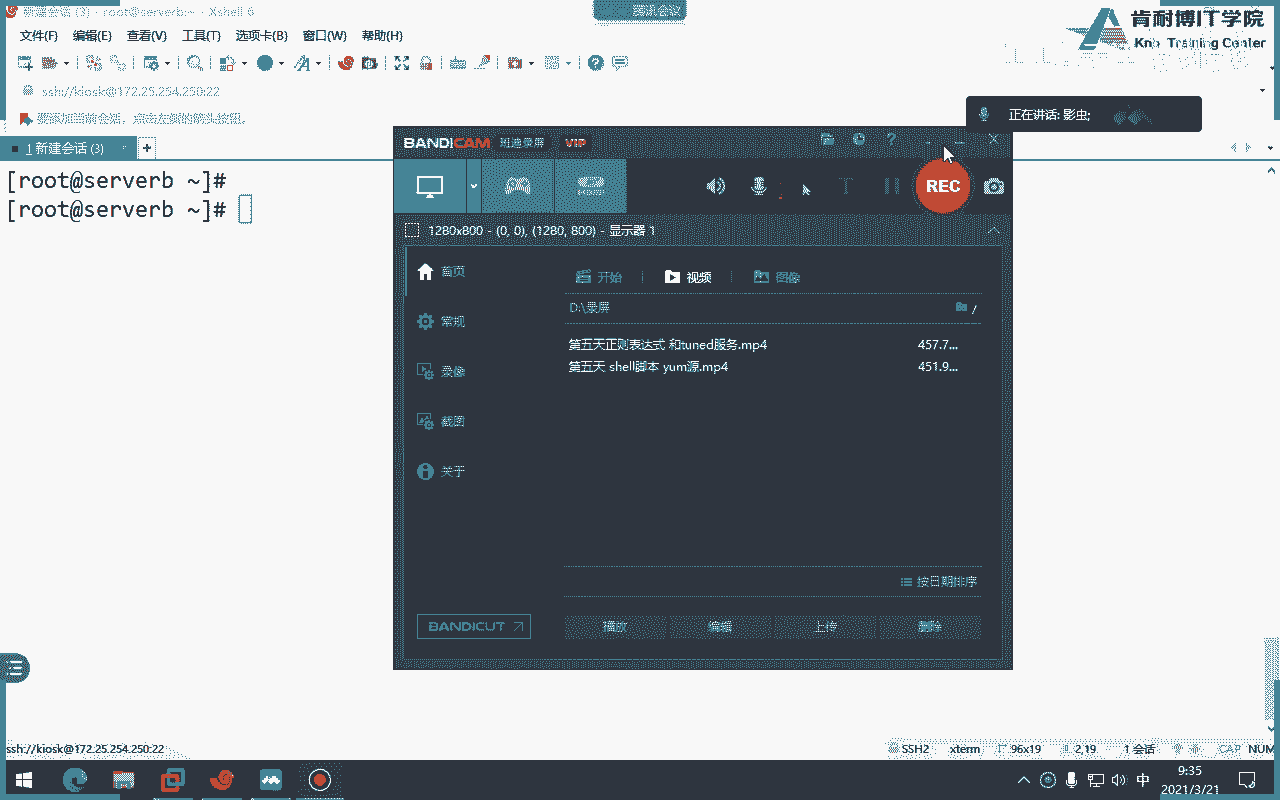 新建会话 (3) - root@serverb:~ - Xshell 6
腾讯会议
肯耐博IT学院
Training Center
文件(F) 编辑(E) 查看(V) 工具(T) 选项卡(B) 窗口(W) 帮助(H)
ssh://kiosk@172.25.254.250:22
要添加当前会话，点击左侧的箭头按钮。
正在讲话: 影虫;
1 新建会话 (3)
BANDICAM 班迪录屏 VIP
[root@serverb ~]#
[root@serverb ~]#
REC
1280x800 - (0, 0), (1280, 800) - 显示器 1
首页
常规
录像
截图
关于
开始 视频 图像
D:\录屏
第五天正则表达式 和tuned服务.mp4 457.7...
第五天 shell脚本 yum源.mp4 451.9...
按日期排序
BANDICUT
播放 编辑 上传 删除
ssh://kiosk@172.25.254.250:22 SSH2 xterm 96x19 2,19 1 会话 CAP NUM
中
9:35
2021/3/21